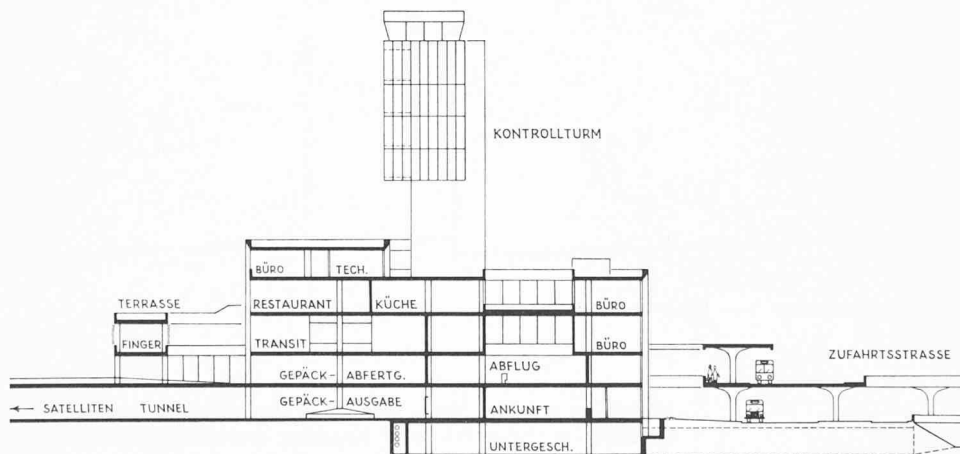 KONTROLLTURM
BÜRO TECH.
TERRASSE
RESTAURANT KÜCHE BÜRO
FINGER TRANSIT BÜRO
ZUFAHRTSSTRASSE
GEPÄCK- ABFERTG. ABFLUG
← SATELLITEN TUNNEL GEPÄCK- AUSGABE ANKUNFT
UNTERGESCH.